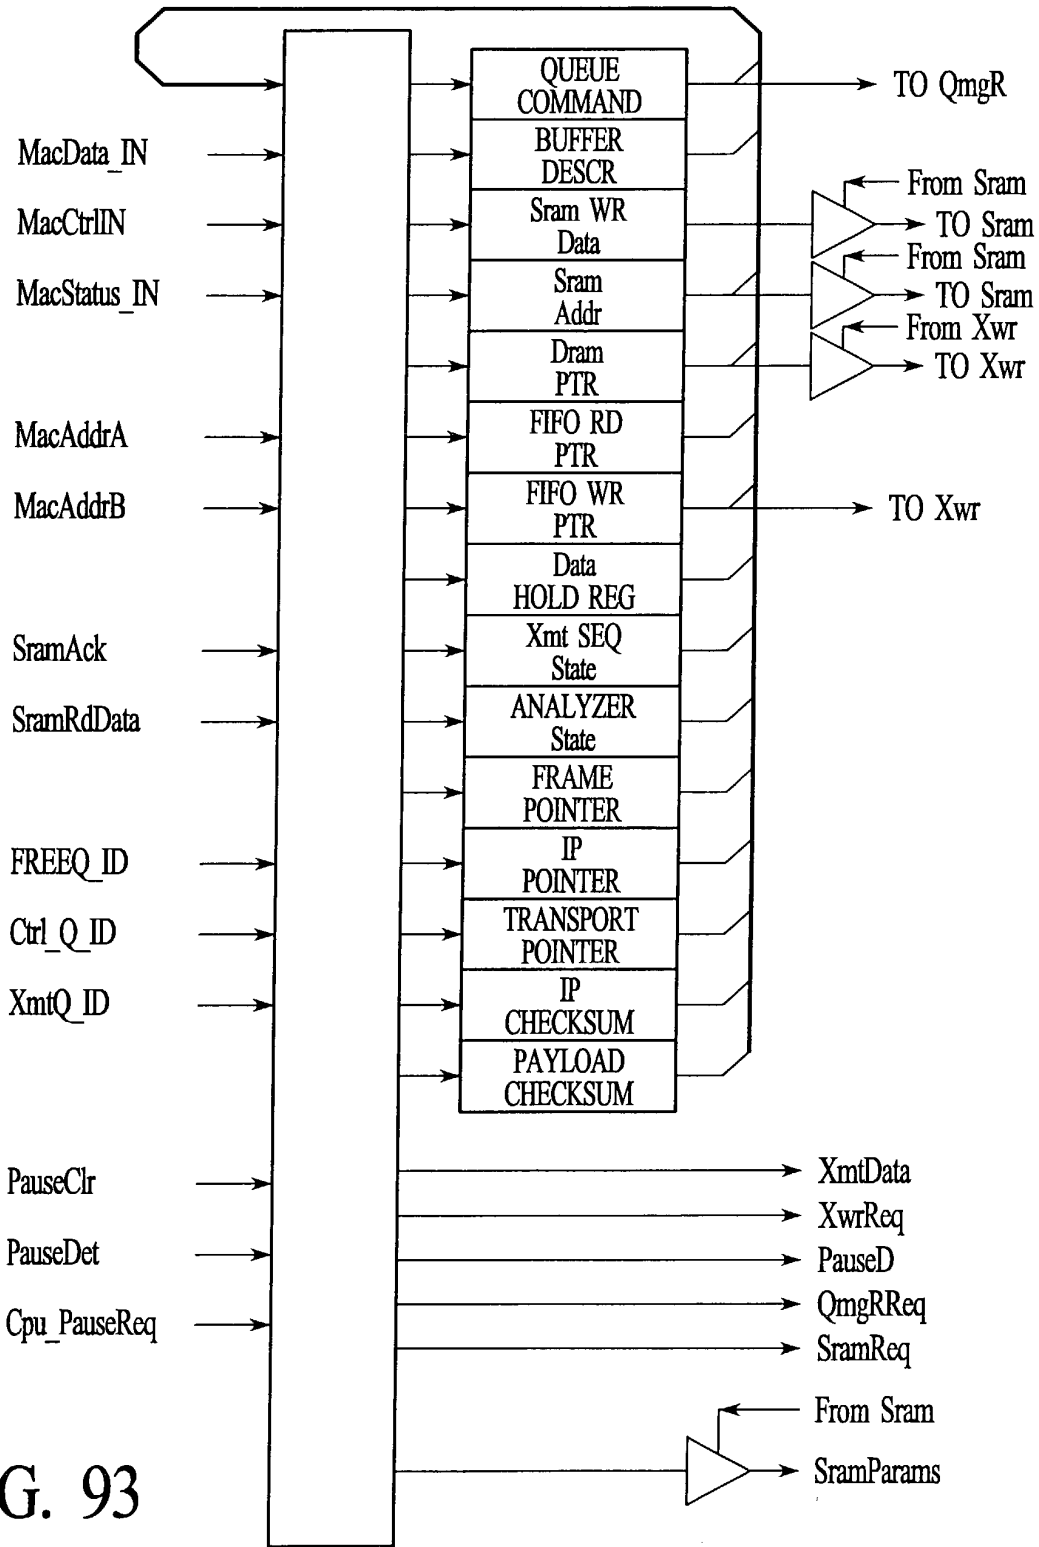 QUEUE
COMMAND
TO QmgR
MacData_IN
BUFFER
DESCR
From Sram
MacCtrlIN
Sram WR
Data
TO Sram
From Sram
MacStatus_IN
Sram
Addr
TO Sram
From Xwr
Dram
PTR
TO Xwr
MacAddrA
FIFO RD
PTR
MacAddrB
FIFO WR
PTR
TO Xwr
Data
HOLD REG
SramAck
Xmt SEQ
State
SramRdData
ANALYZER
State
FRAME
POINTER
FREEQ_ID
IP
POINTER
Ctrl_Q_ID
TRANSPORT
POINTER
XmtQ_ID
IP
CHECKSUM
PAYLOAD
CHECKSUM
PauseClr
XmtData
XwrReq
PauseDet
PauseD
QmgRReq
Cpu_PauseReq
SramReq
From Sram
SramParams
G. 93